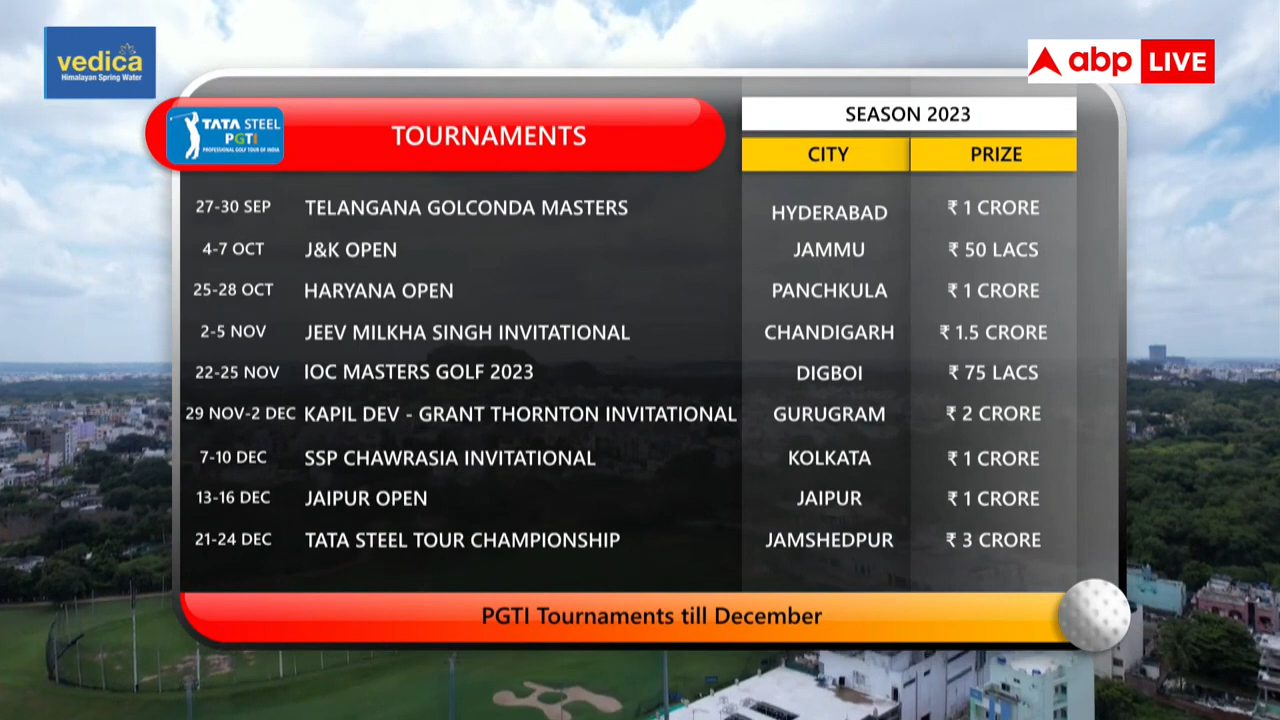 vedica
Himalayan Spring Water
abp LIVE
TATA STEEL
PGTI
PROFESSIONAL GOLF TOUR OF INDIA
TOURNAMENTS
SEASON 2023
CITY PRIZE
27-30 SEP TELANGANA GOLCONDA MASTERS HYDERABAD ₹ 1 CRORE
4-7 OCT J&K OPEN JAMMU ₹ 50 LACS
25-28 OCT HARYANA OPEN PANCHKULA ₹ 1 CRORE
2-5 NOV JEEV MILKHA SINGH INVITATIONAL CHANDIGARH ₹ 1.5 CRORE
22-25 NOV IOC MASTERS GOLF 2023 DIGBOI ₹ 75 LACS
29 NOV-2 DEC KAPIL DEV - GRANT THORNTON INVITATIONAL GURUGRAM ₹ 2 CRORE
7-10 DEC SSP CHAWRASIA INVITATIONAL KOLKATA ₹ 1 CRORE
13-16 DEC JAIPUR OPEN JAIPUR ₹ 1 CRORE
21-24 DEC TATA STEEL TOUR CHAMPIONSHIP JAMSHEDPUR ₹ 3 CRORE
PGTI Tournaments till December